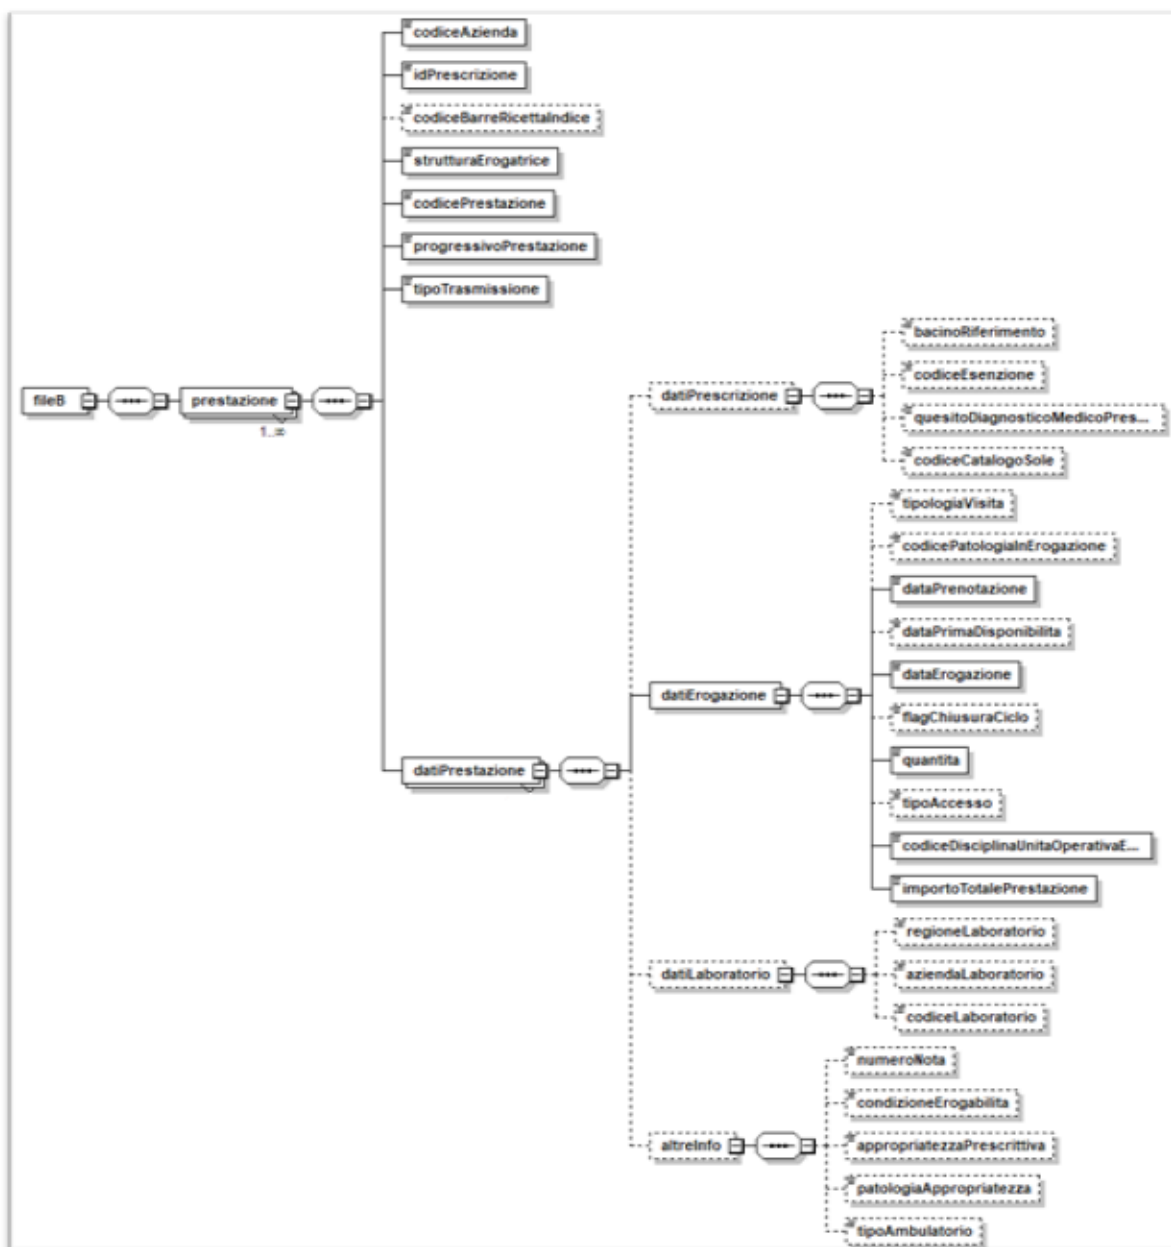 codiceAzienda
idPrescrizione
codiceBarreRicettaIndice
strutturaErogatrice
codicePrestazione
progressivoPrestazione
tipoTrasmissione
fileB
prestazione
1..∞
datiPrestazione
datiPrescrizione
bacinoRiferimento
codiceEsenzione
quesitoDiagnosticoMedicoPres...
codiceCatalogoSole
datiErogazione
tipologiaVisita
codicePatologiaInErogazione
dataPrenotazione
dataPrimaDisponibilita
dataErogazione
flagChiusuraCiclo
quantita
tipoAccesso
codiceDisciplinaUnitaOperativaE...
importoTotalePrestazione
datiLaboratorio
regioneLaboratorio
aziendaLaboratorio
codiceLaboratorio
altreInfo
numeroNota
condizioneErogabilita
appropriatezzaPrescrittiva
patologiaAppropriatezza
tipoAmbulatorio